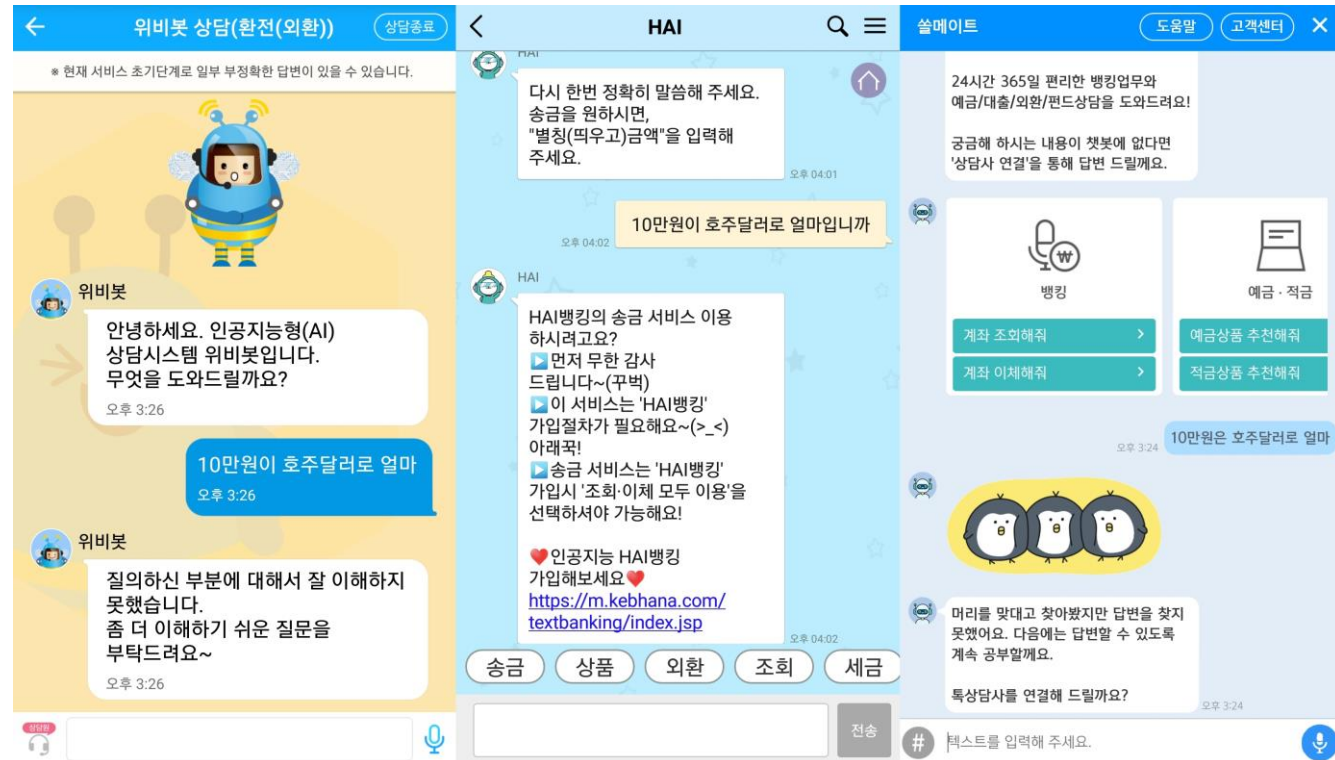 위비봇 상담(환전(외환))
상담종료
※ 현재 서비스 초기단계로 일부 부정확한 답변이 있을 수 있습니다.
위비봇
안녕하세요. 인공지능형(AI)
상담시스템 위비봇입니다.
무엇을 도와드릴까요?
오후 3:26
10만원이 호주달러로 얼마
오후 3:26
위비봇
질의하신 부분에 대해서 잘 이해하지
못했습니다.
좀 더 이해하기 쉬운 질문을
부탁드려요~
오후 3:26
상담원
HAI
HAI
다시 한번 정확히 말씀해 주세요.
송금을 원하시면,
"별칭(띄우고)금액"을 입력해
주세요.
오후 04:01
10만원이 호주달러로 얼마입니까
오후 04:02
HAI
HAI뱅킹의 송금 서비스 이용
하시려고요?
▶먼저 무한 감사
드립니다~(꾸벅)
▶이 서비스는 'HAI뱅킹'
가입절차가 필요해요~(>_<)
아래꾹!
▶송금 서비스는 'HAI뱅킹'
가입시 '조회·이체 모두 이용'을
선택하셔야 가능해요!
❤인공지능 HAI뱅킹
가입해보세요❤
https://m.kebhana.com/
textbanking/index.jsp
오후 04:02
송금 상품 외환 조회 세금
전송
쏠메이트
도움말 고객센터
24시간 365일 편리한 뱅킹업무와
예금/대출/외환/펀드상담을 도와드려요!
궁금해 하시는 내용이 챗봇에 없다면
'상담사 연결'을 통해 답변 드릴께요.
뱅킹
계좌 조회해줘
계좌 이체해줘
예금 · 적금
예금상품 추천해줘
적금상품 추천해줘
오후 3:24
10만원은 호주달러로 얼마
머리를 맞대고 찾아봤지만 답변을 찾지
못했어요. 다음에는 답변할 수 있도록
계속 공부할께요.
톡상담사를 연결해 드릴까요?
오후 3:24
# 텍스트를 입력해 주세요.